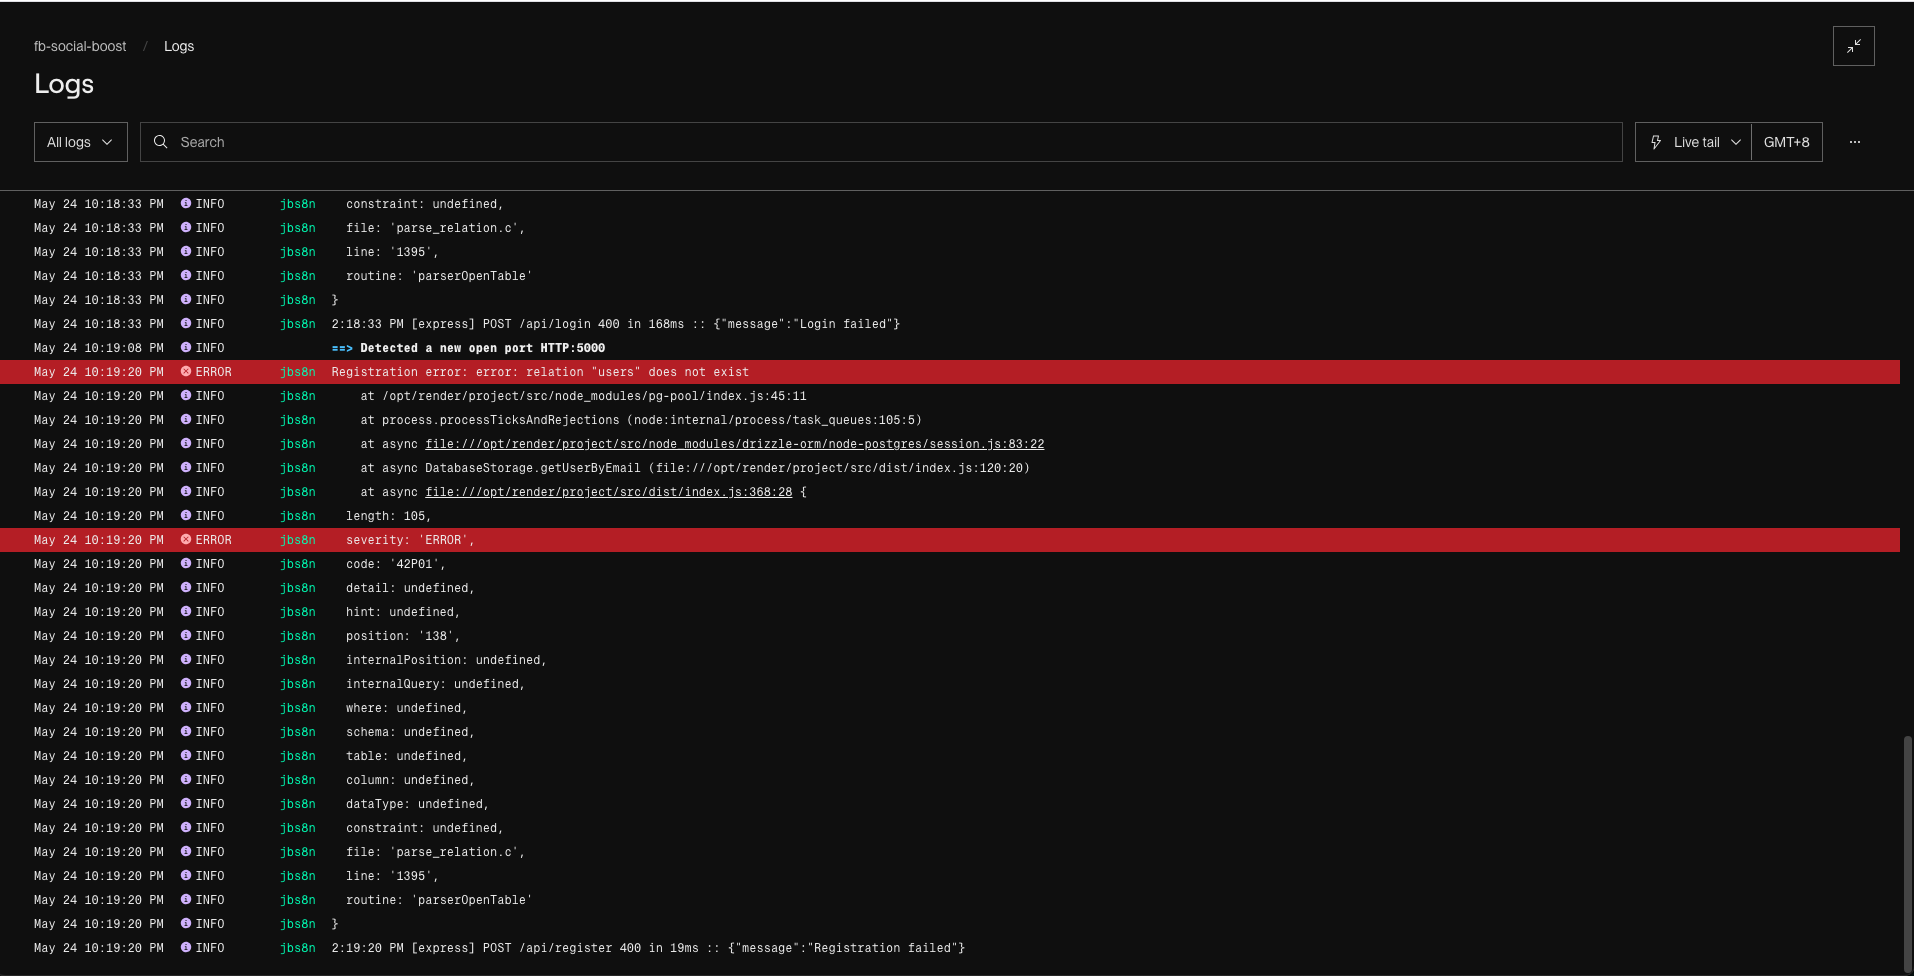 fb-social-boost / Logs
Logs
All logs Search Live tail GMT+8 ...
May 24 10:18:33 PM INFO jbs8n constraint: undefined,
May 24 10:18:33 PM INFO jbs8n file: 'parse_relation.c',
May 24 10:18:33 PM INFO jbs8n line: '1395',
May 24 10:18:33 PM INFO jbs8n routine: 'parserOpenTable'
May 24 10:18:33 PM INFO jbs8n }
May 24 10:18:33 PM INFO jbs8n 2:18:33 PM [express] POST /api/login 400 in 168ms :: {"message":"Login failed"}
May 24 10:19:08 PM INFO ==> Detected a new open port HTTP:5000
May 24 10:19:20 PM ERROR jbs8n Registration error: error: relation "users" does not exist
May 24 10:19:20 PM INFO jbs8n at /opt/render/project/src/node_modules/pg-pool/index.js:45:11
May 24 10:19:20 PM INFO jbs8n at process.processTicksAndRejections (node:internal/process/task_queues:105:5)
May 24 10:19:20 PM INFO jbs8n at async file:///opt/render/project/src/node_modules/drizzle-orm/node-postgres/session.js:83:22
May 24 10:19:20 PM INFO jbs8n at async DatabaseStorage.getUserByEmail (file:///opt/render/project/src/dist/index.js:120:20)
May 24 10:19:20 PM INFO jbs8n at async file:///opt/render/project/src/dist/index.js:368:28 {
May 24 10:19:20 PM INFO jbs8n length: 105,
May 24 10:19:20 PM ERROR jbs8n severity: 'ERROR',
May 24 10:19:20 PM INFO jbs8n code: '42P01',
May 24 10:19:20 PM INFO jbs8n detail: undefined,
May 24 10:19:20 PM INFO jbs8n hint: undefined,
May 24 10:19:20 PM INFO jbs8n position: '138',
May 24 10:19:20 PM INFO jbs8n internalPosition: undefined,
May 24 10:19:20 PM INFO jbs8n internalQuery: undefined,
May 24 10:19:20 PM INFO jbs8n where: undefined,
May 24 10:19:20 PM INFO jbs8n schema: undefined,
May 24 10:19:20 PM INFO jbs8n table: undefined,
May 24 10:19:20 PM INFO jbs8n column: undefined,
May 24 10:19:20 PM INFO jbs8n dataType: undefined,
May 24 10:19:20 PM INFO jbs8n constraint: undefined,
May 24 10:19:20 PM INFO jbs8n file: 'parse_relation.c',
May 24 10:19:20 PM INFO jbs8n line: '1395',
May 24 10:19:20 PM INFO jbs8n routine: 'parserOpenTable'
May 24 10:19:20 PM INFO jbs8n }
May 24 10:19:20 PM INFO jbs8n 2:19:20 PM [express] POST /api/register 400 in 19ms :: {"message":"Registration failed"}